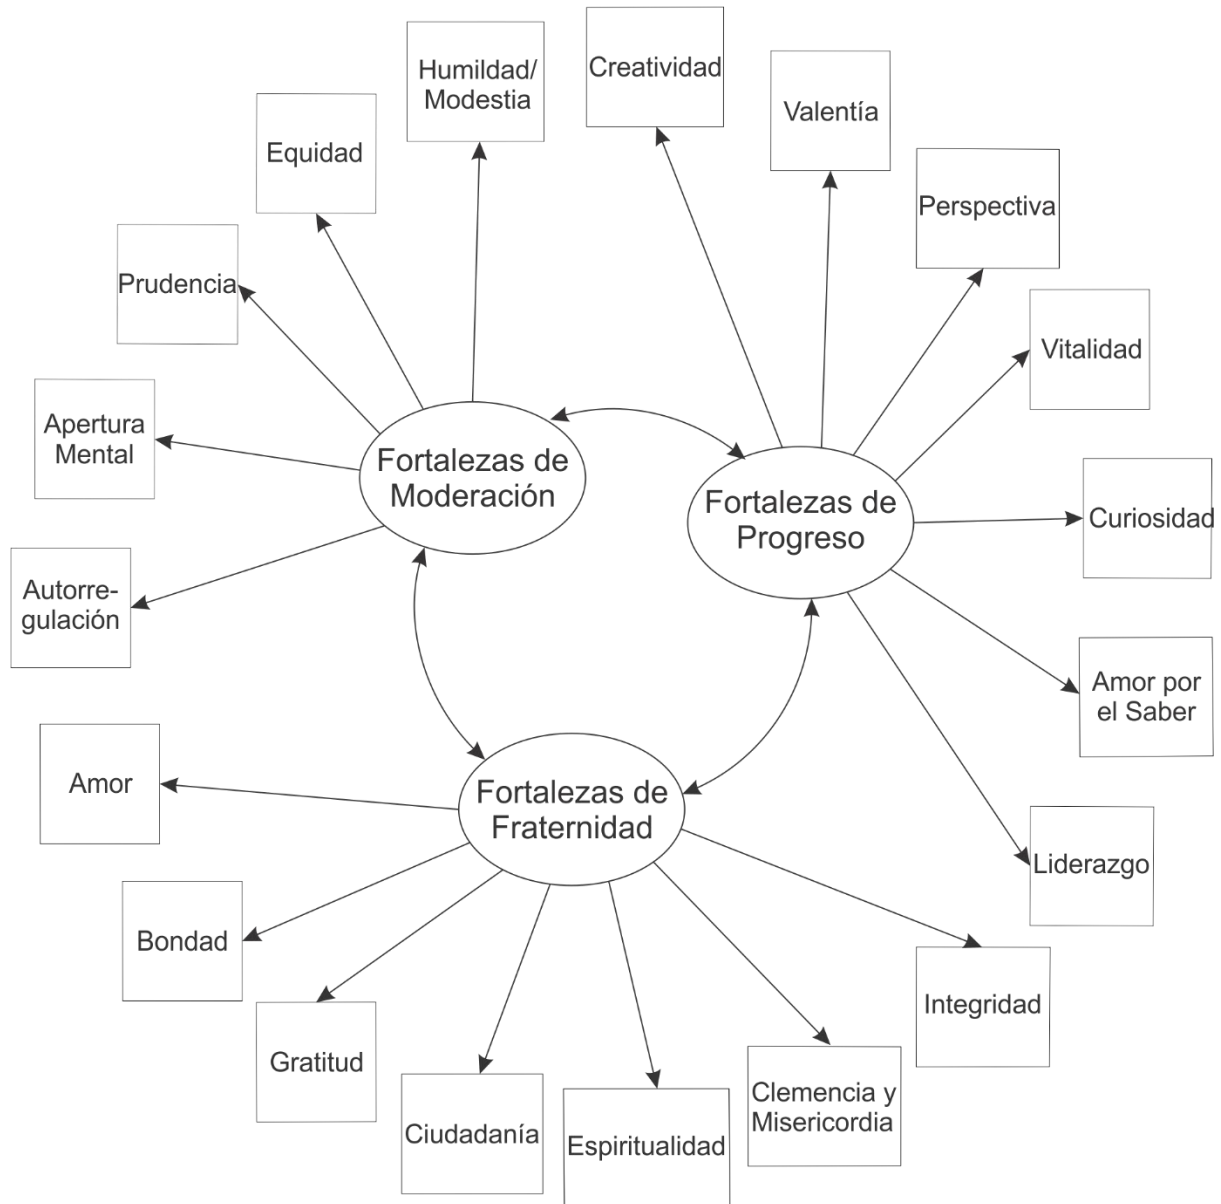 Humildad/
Modestia
Creatividad
Valentía
Equidad
Perspectiva
Prudencia
Vitalidad
Apertura
Mental
Fortalezas de
Moderación
Fortalezas de
Progreso
Curiosidad
Autorre-
gulación
Amor por
el Saber
Amor
Fortalezas de
Fraternidad
Liderazgo
Bondad
Integridad
Gratitud
Ciudadanía
Espiritualidad
Clemencia y
Misericordia